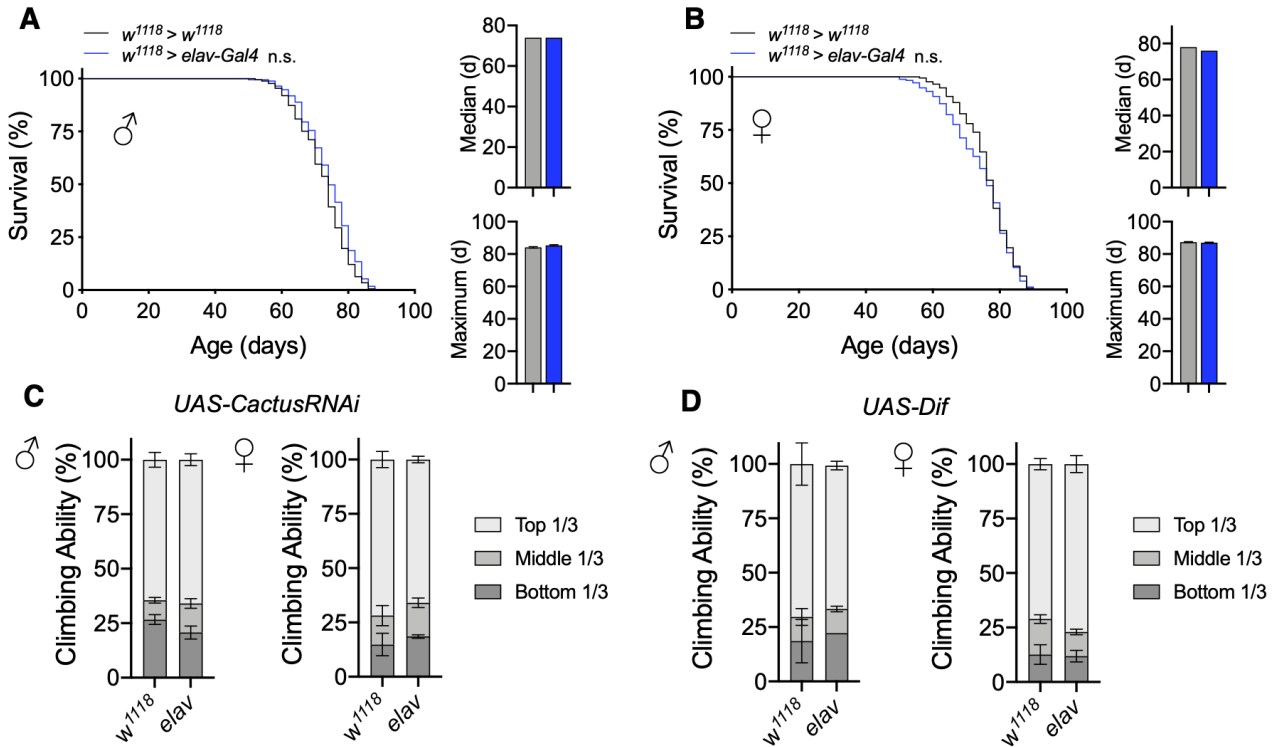 A
w1118 > w1118
w1118 > elav-Gal4 n.s.
Survival (%)
100
75
50
25
0
♂
0 20 40 60 80 100
Age (days)
Median (d)
80
60
40
20
0
Maximum (d)
100
80
60
40
20
0
B
w1118 > w1118
w1118 > elav-Gal4 n.s.
Survival (%)
100
75
50
25
0
♀
0 20 40 60 80 100
Age (days)
Median (d)
80
60
40
20
0
Maximum (d)
100
80
60
40
20
0
C
UAS-CactusRNAi
♂
Climbing Ability (%)
100
75
50
25
0
w1118
elav
♀
Climbing Ability (%)
100
75
50
25
0
w1118
elav
Top 1/3
Middle 1/3
Bottom 1/3
D
UAS-Dif
♂
Climbing Ability (%)
100
75
50
25
0
w1118
elav
♀
Climbing Ability (%)
100
75
50
25
0
w1118
elav
Top 1/3
Middle 1/3
Bottom 1/3